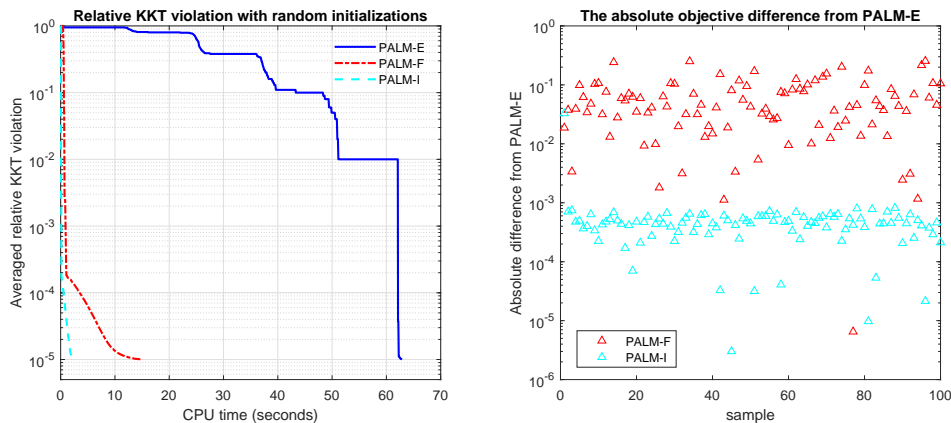 Relative KKT violation with random initializations
Averaged relative KKT violation
10^0
10^-1
10^-2
10^-3
10^-4
10^-5
PALM-E
PALM-F
PALM-I
0 10 20 30 40 50 60 70
CPU time (seconds)
The absolute objective difference from PALM-E
Absolute difference from PALM-E
10^0
10^-1
10^-2
10^-3
10^-4
10^-5
10^-6
PALM-F
PALM-I
0 20 40 60 80 100
sample